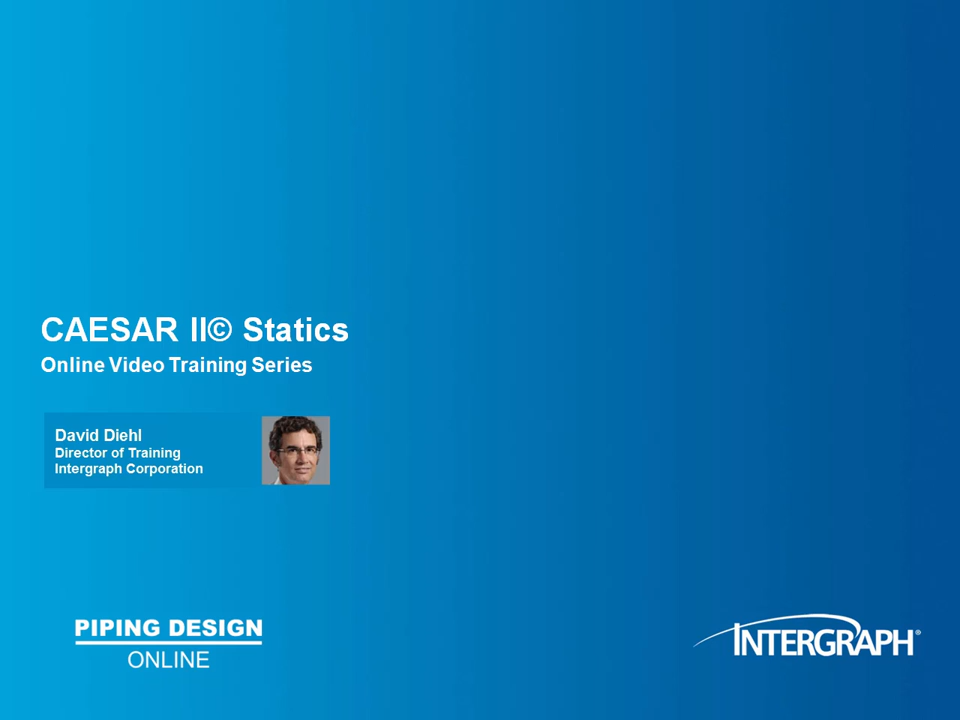 CAESAR II© Statics
Online Video Training Series
David Diehl
Director of Training
Intergraph Corporation
PIPING DESIGN
ONLINE
INTERGRAPH®